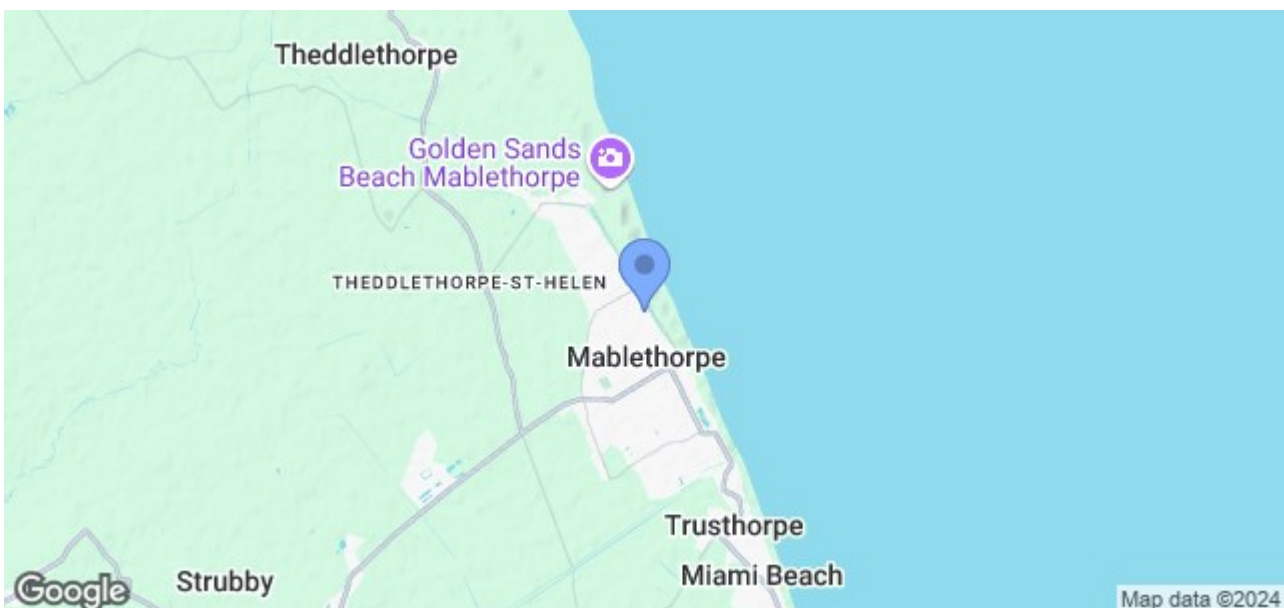 Theddlethorpe
Golden Sands
Beach Mablethorpe
THEDDLETHORPE-ST-HELEN
Mablethorpe
Trusthorpe
Miami Beach
Strubby
Google
Map data ©2024